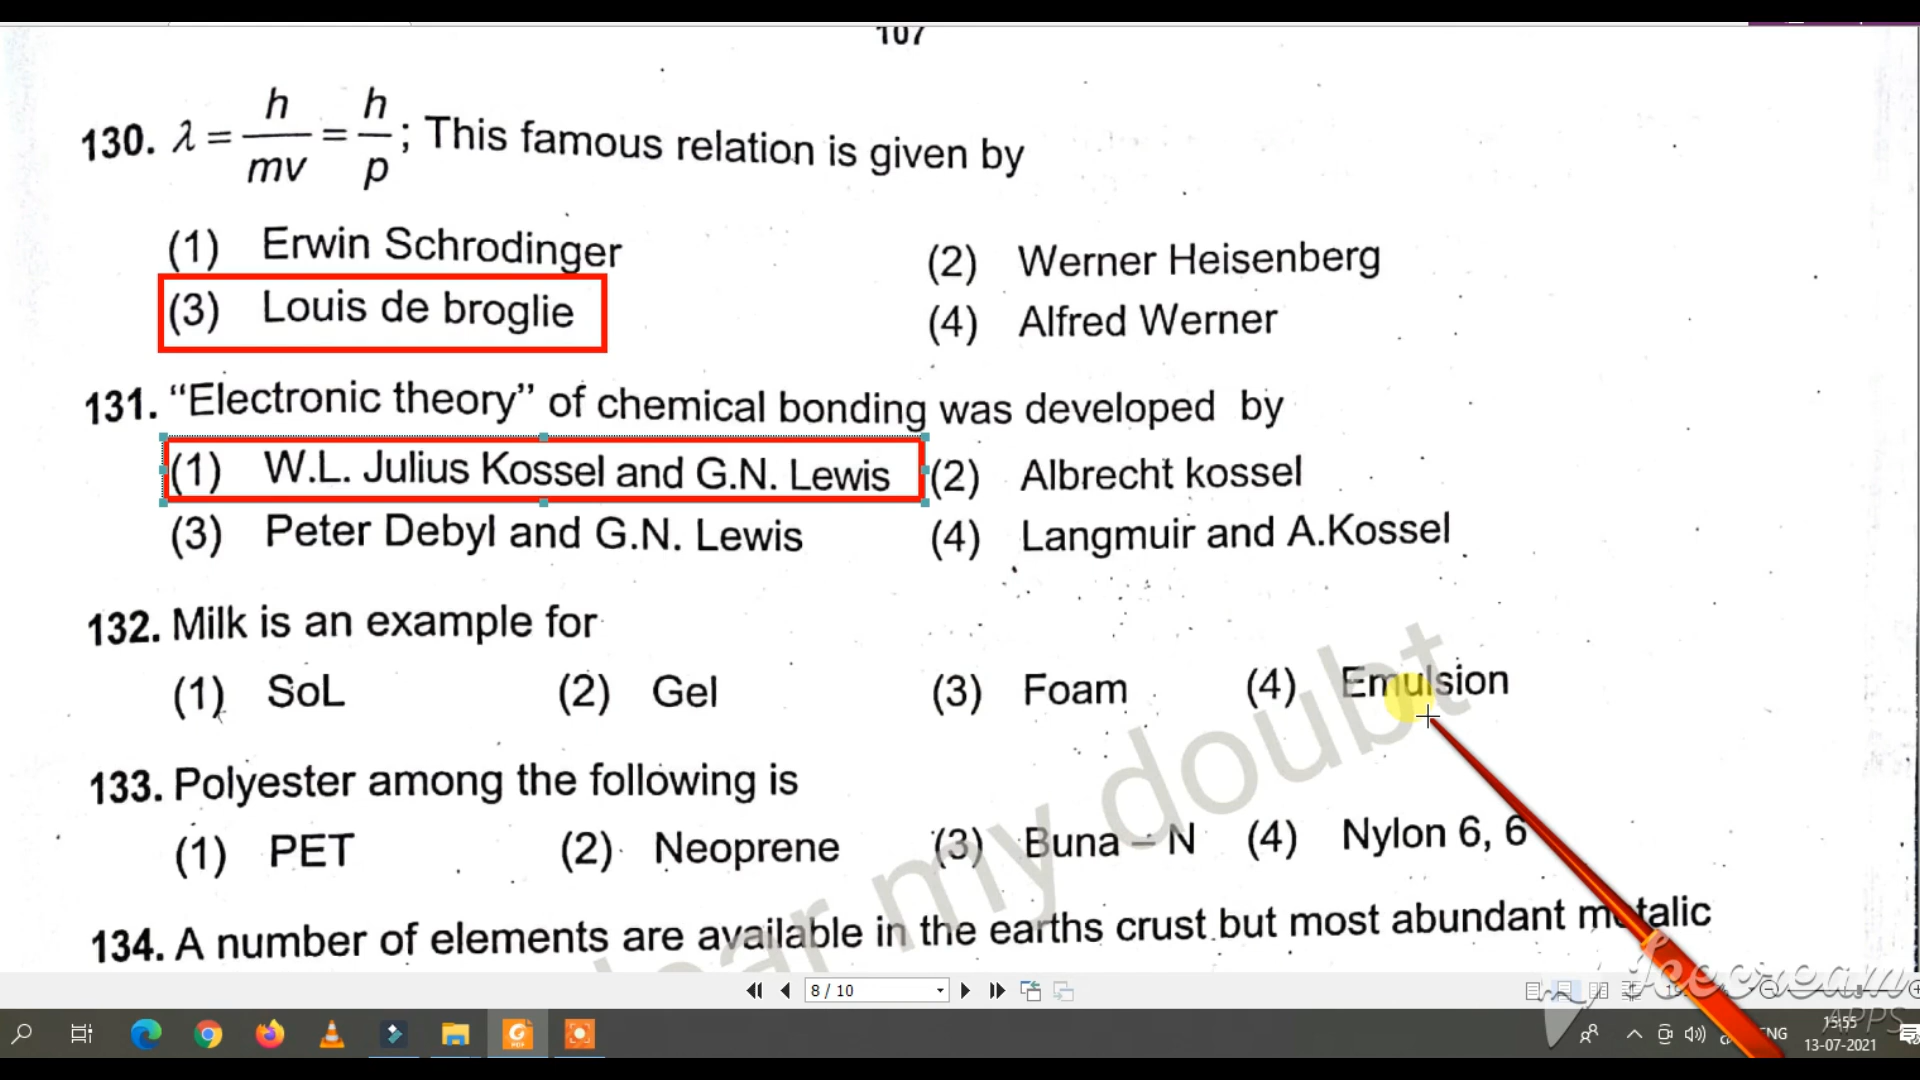 107
130. λ = h/mv = h/p ; This famous relation is given by
(1) Erwin Schrodinger (2) Werner Heisenberg
(3) Louis de broglie (4) Alfred Werner
131. “Electronic theory” of chemical bonding was developed by
(1) W.L. Julius Kossel and G.N. Lewis (2) Albrecht kossel
(3) Peter Debyl and G.N. Lewis (4) Langmuir and A.Kossel
132. Milk is an example for
(1) SoL (2) Gel (3) Foam (4) Emulsion
133. Polyester among the following is
(1) PET (2) Neoprene (3) Buna – N (4) Nylon 6, 6
134. A number of elements are available in the earths crust but most abundant metalic
my doubt
8 / 10
Icecream
APPS
ENG
15:55
13-07-2021